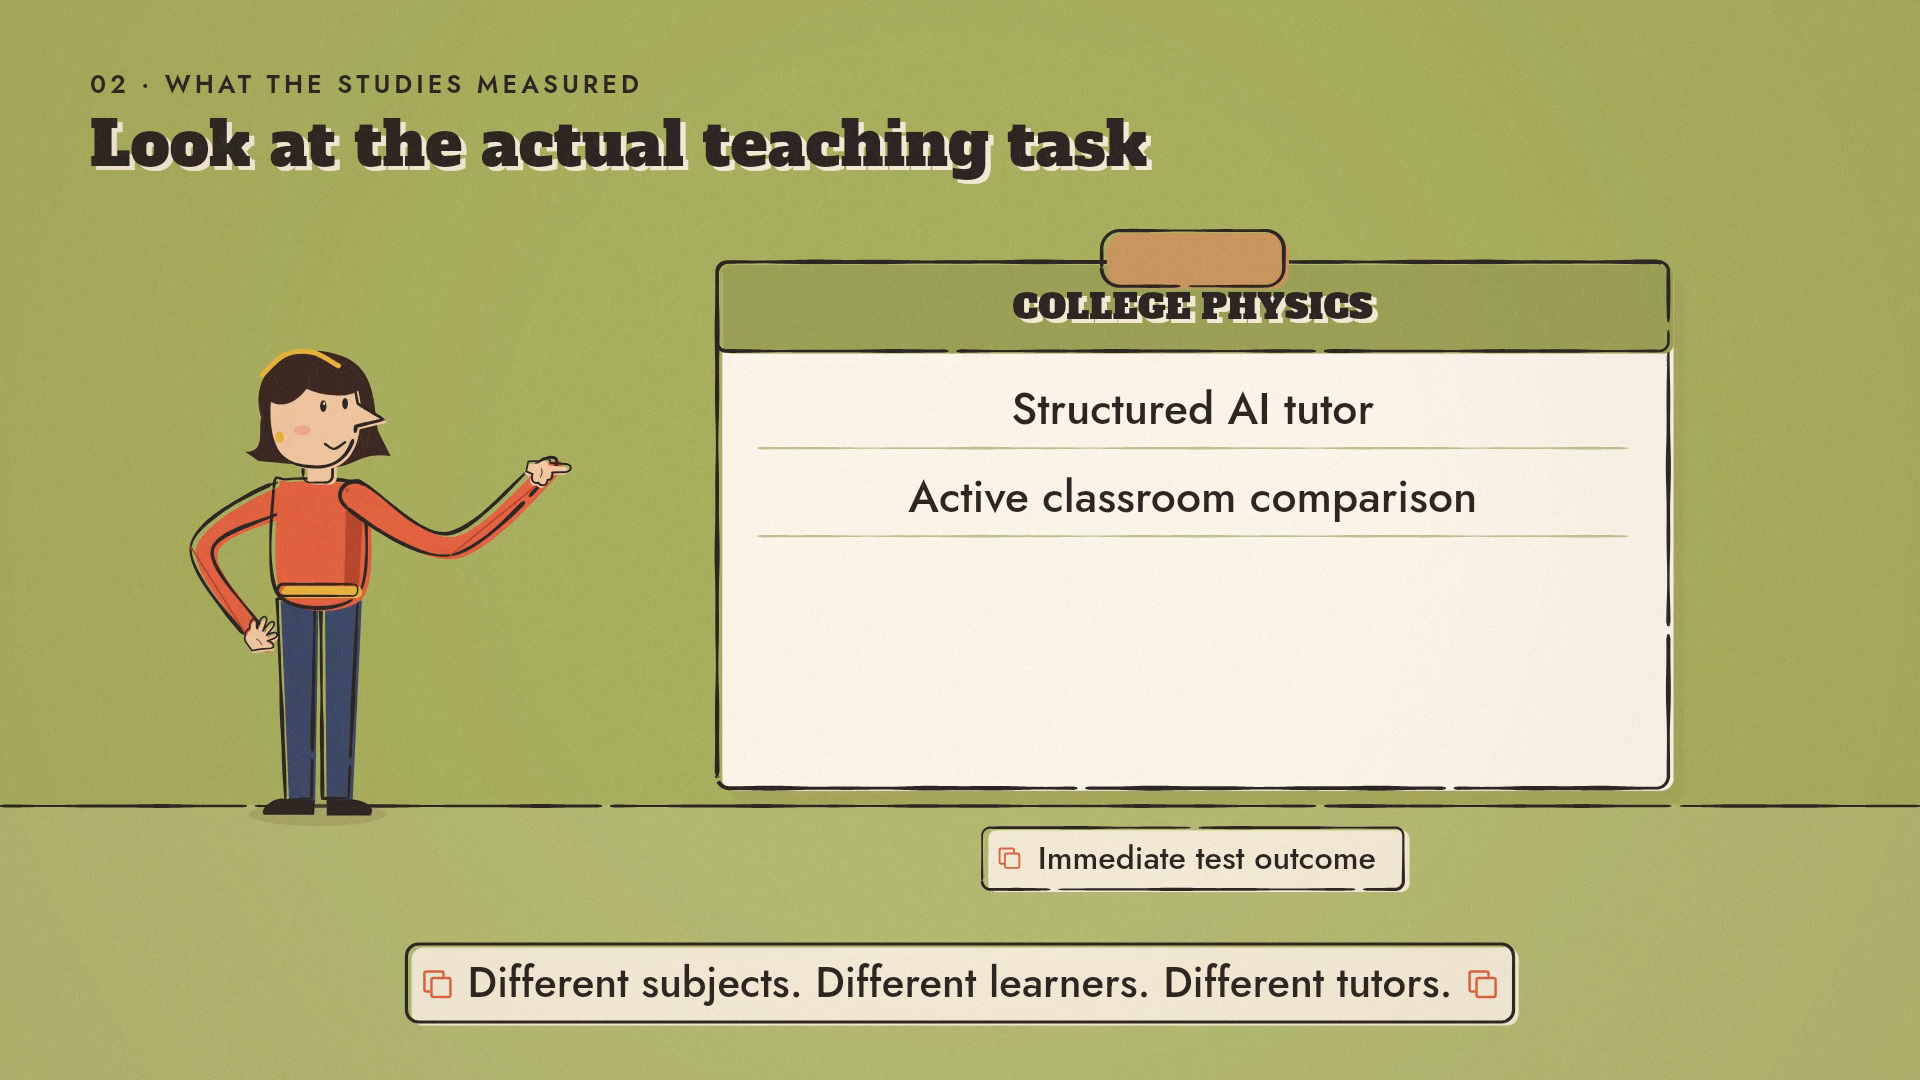 02 · WHAT THE STUDIES MEASURED
Look at the actual teaching task
COLLEGE PHYSICS
Structured AI tutor
Active classroom comparison
Immediate test outcome
Different subjects. Different learners. Different tutors.